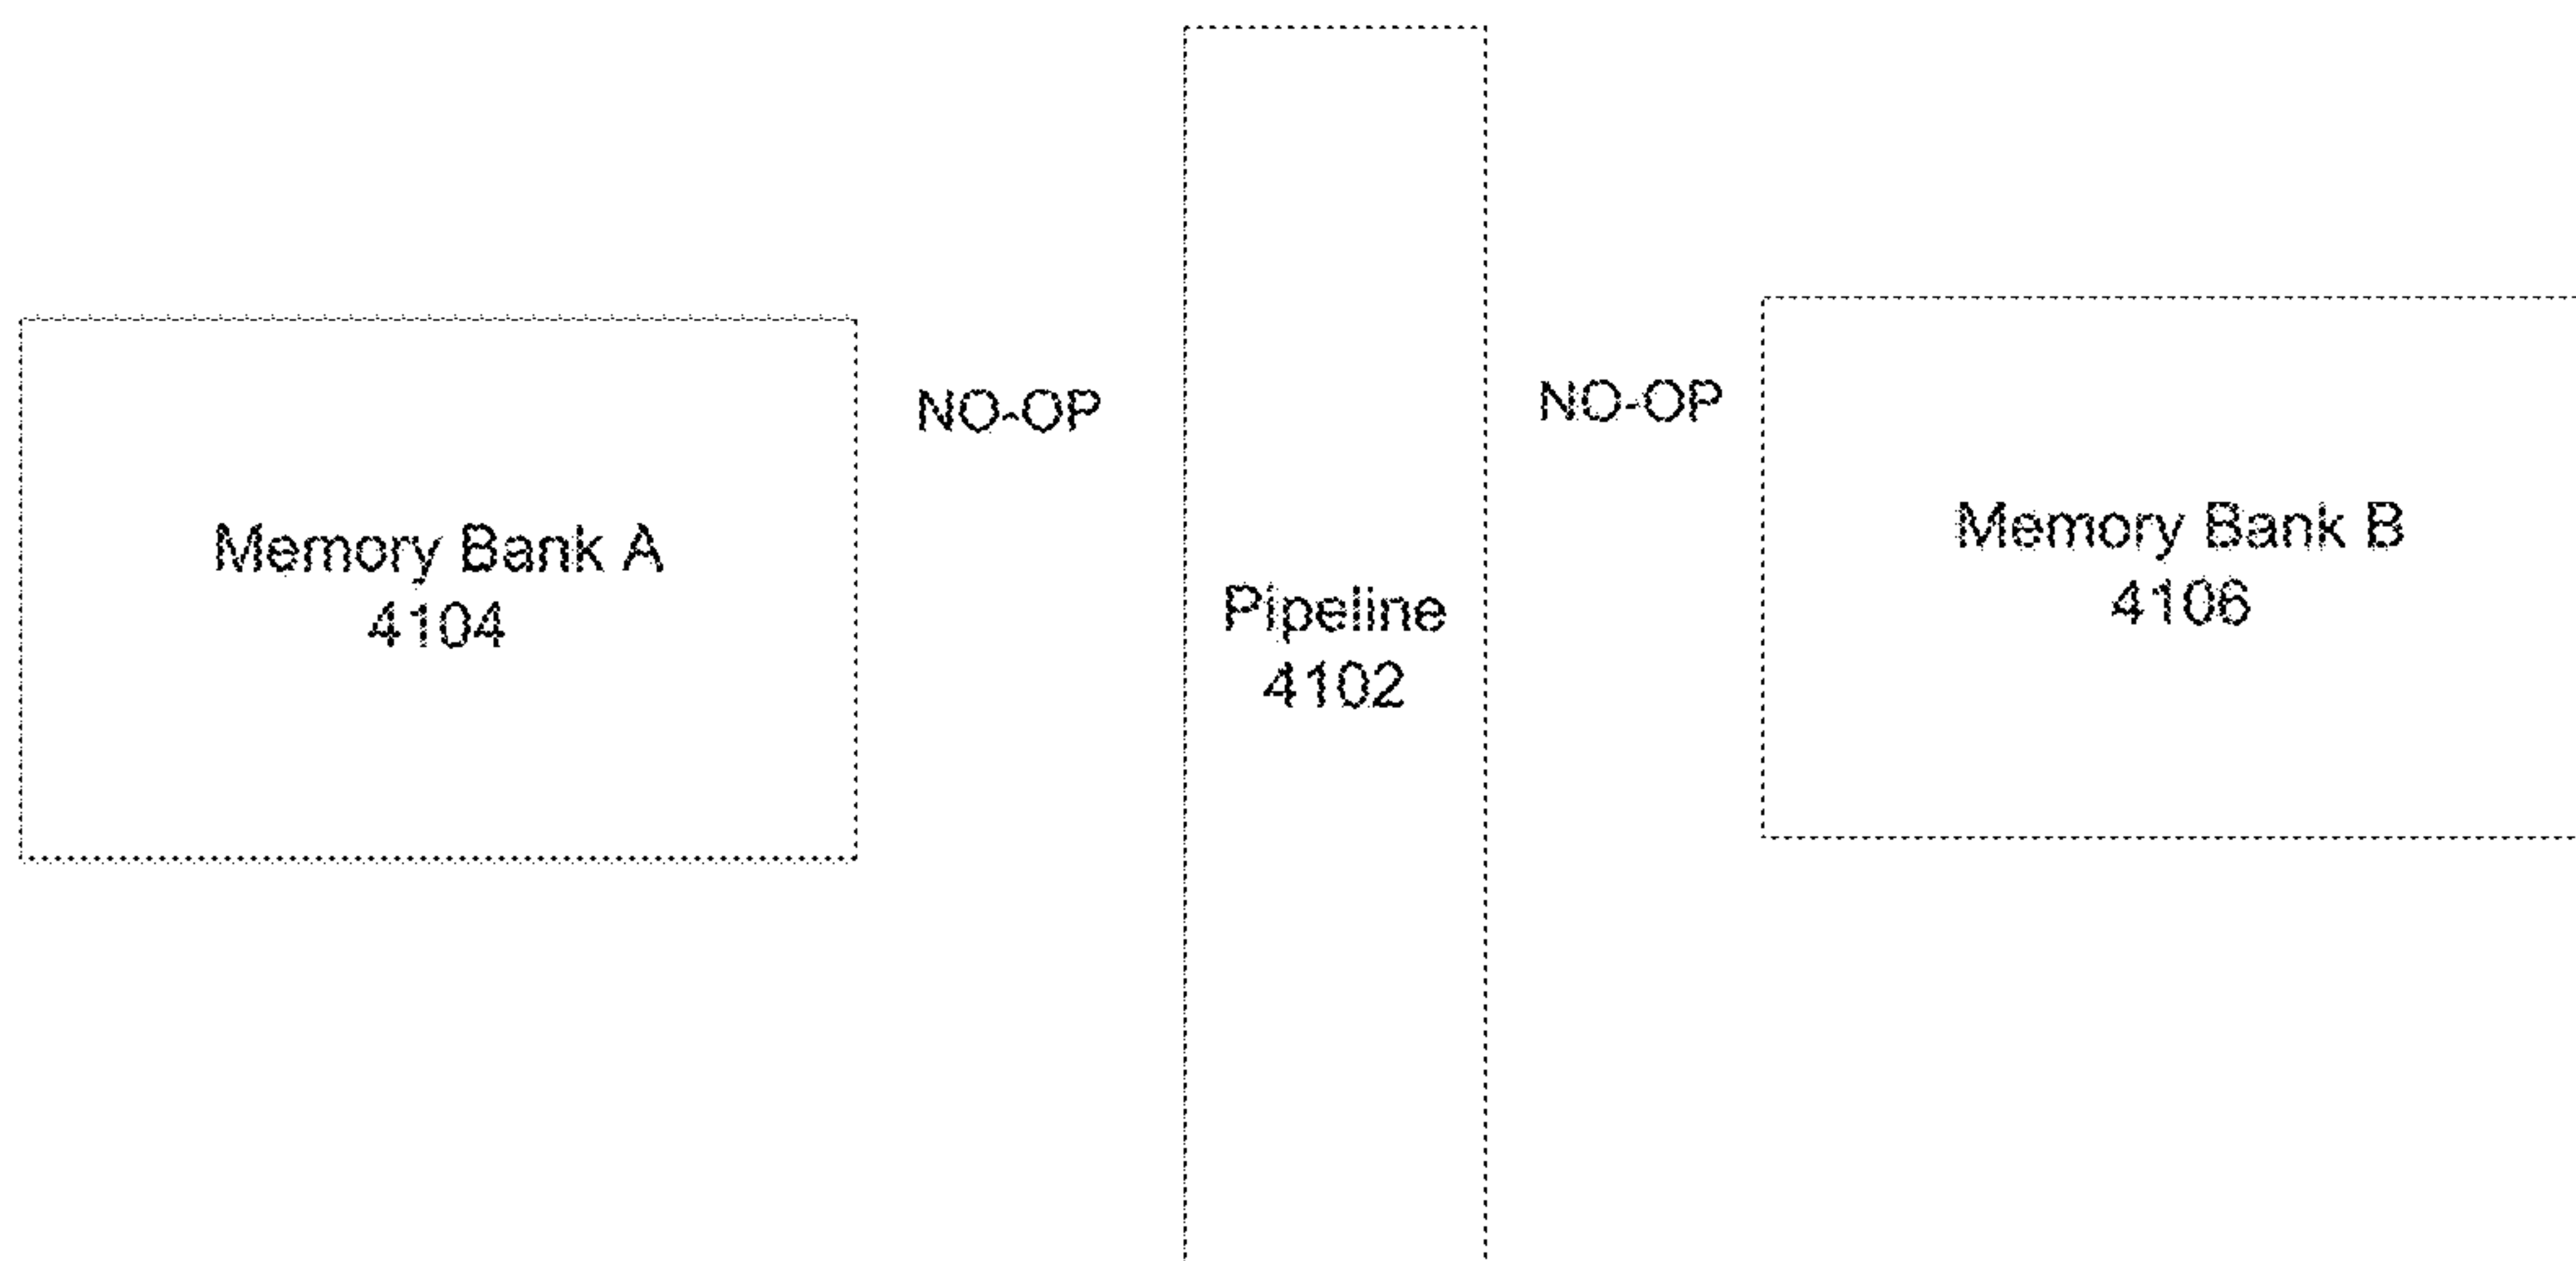 Memory Bank A
4104
NO-OP
Pipeline
4102
NO-OP
Memory Bank B
4106